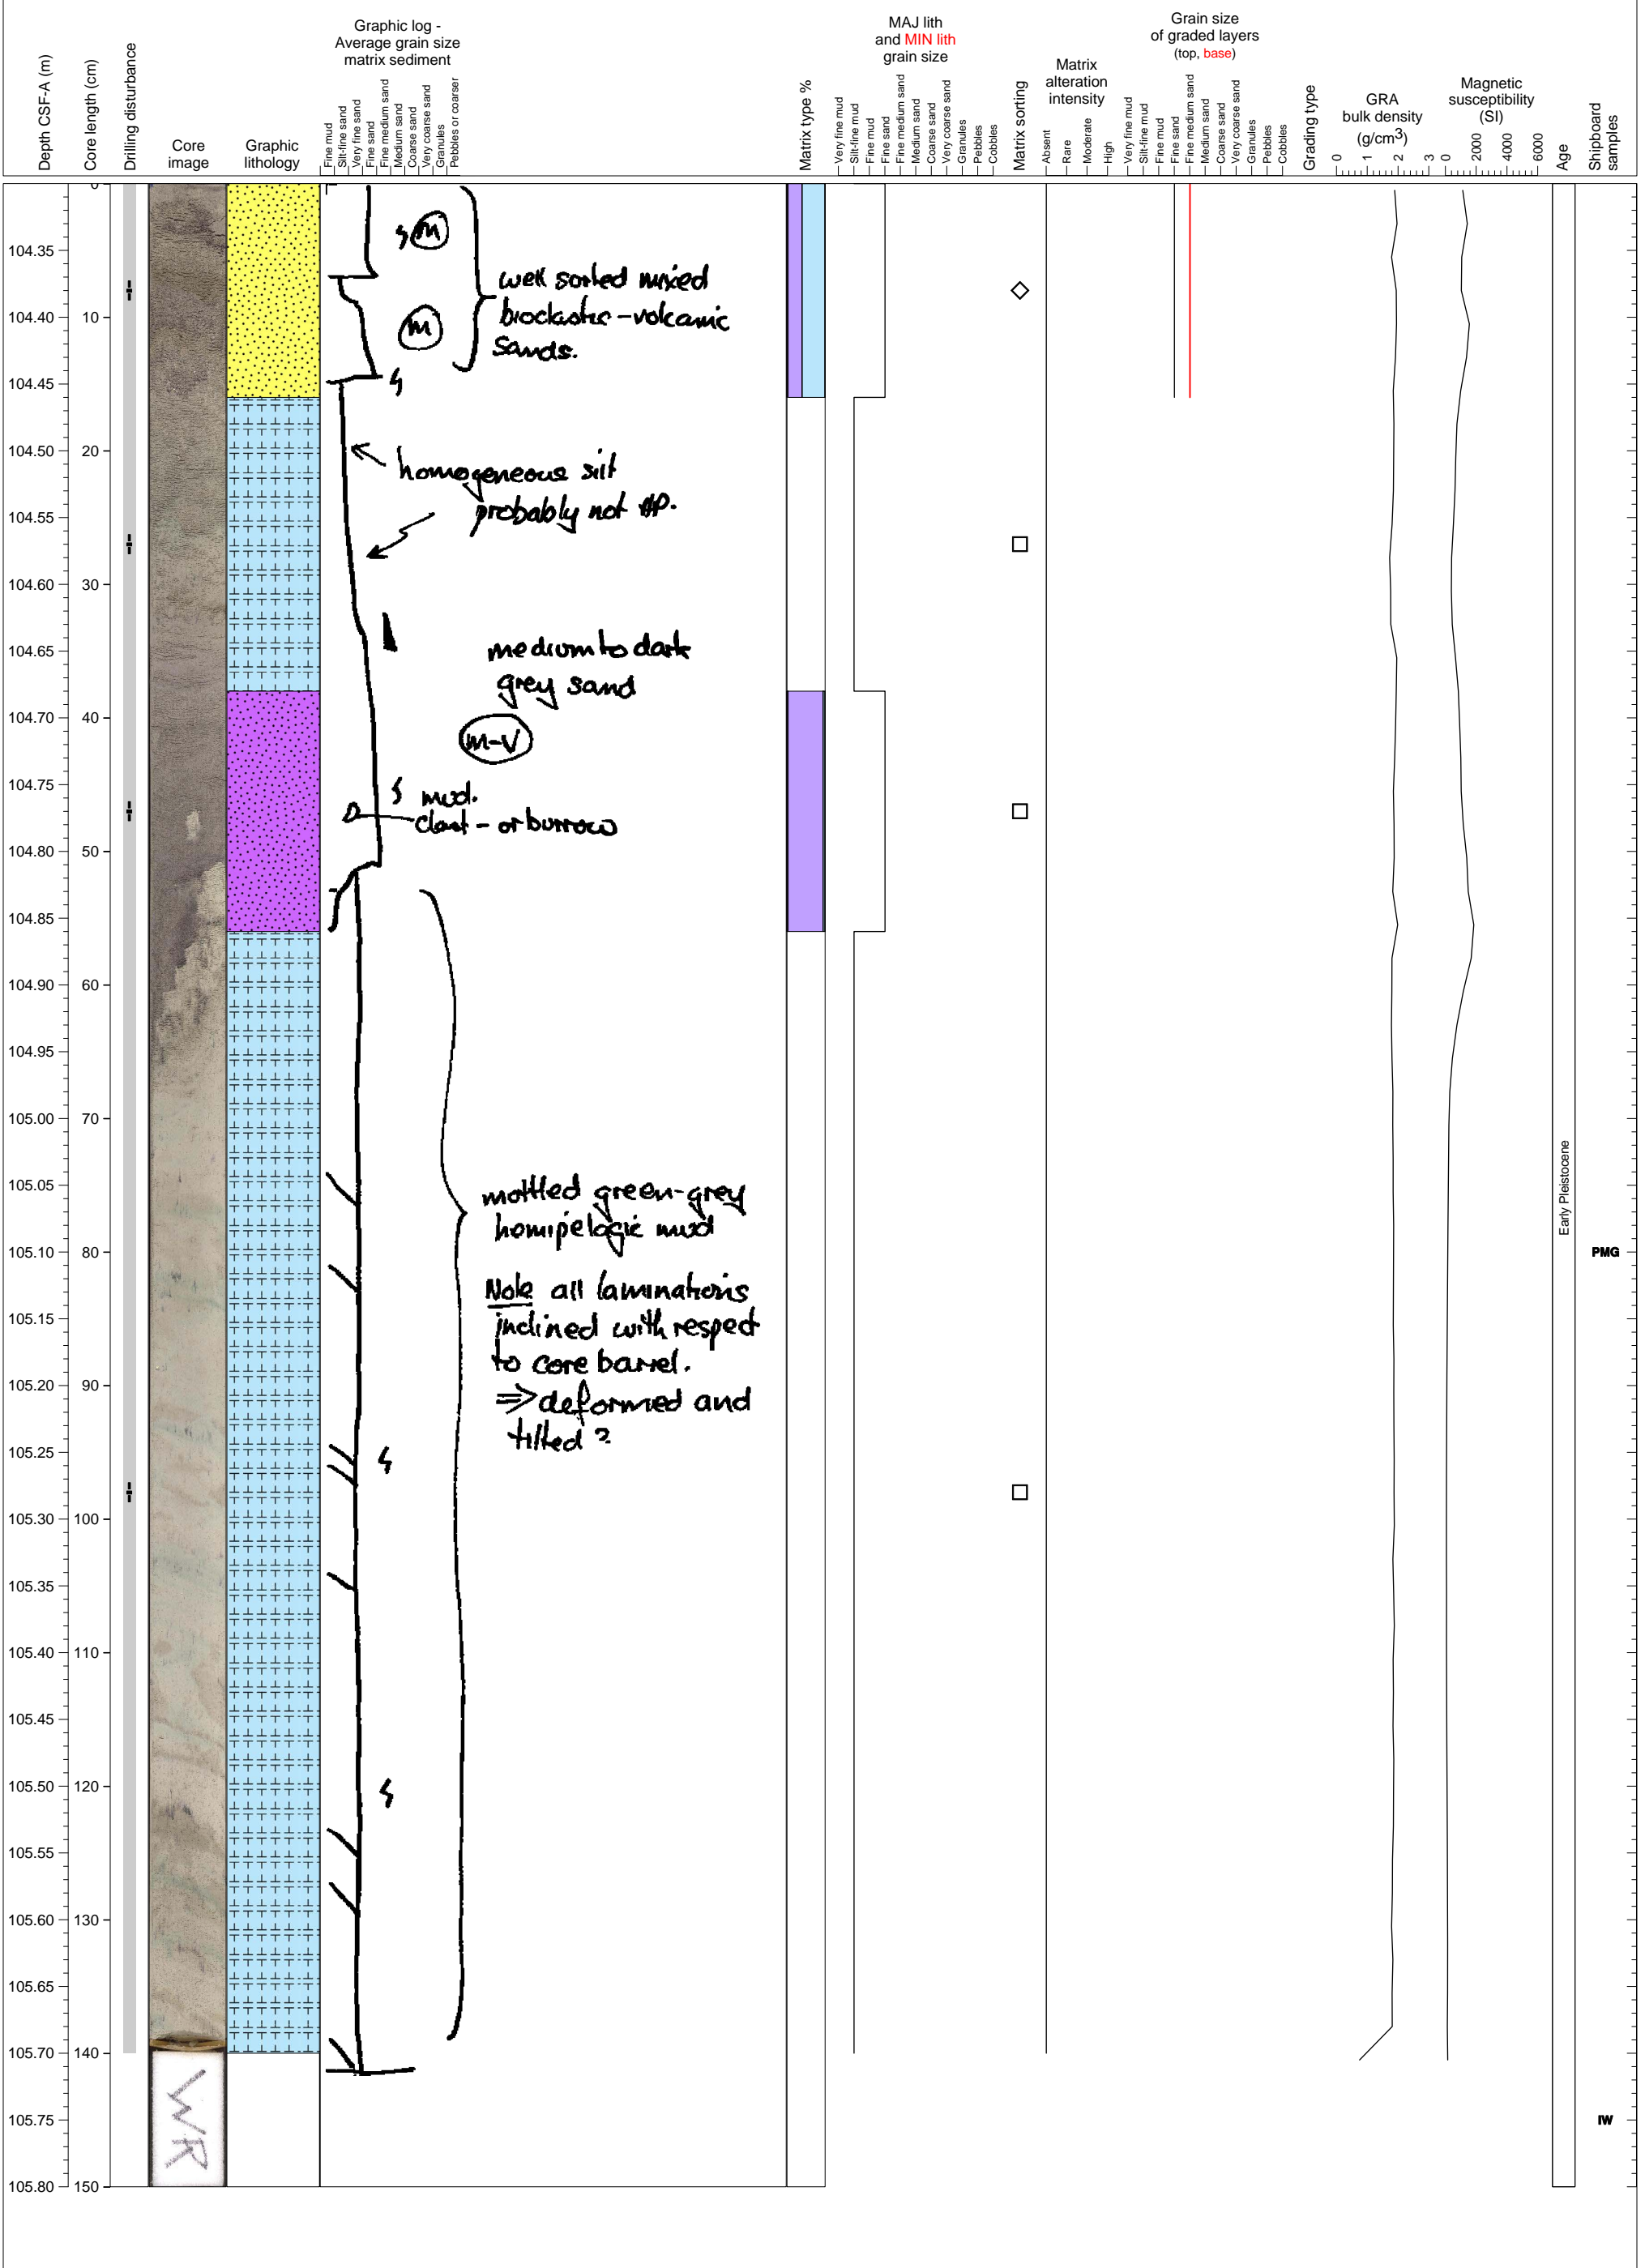 Depth CSF-A (m)
Core length (cm)
Drilling disturbance
Core
image
Graphic
lithology
Graphic log -
Average grain size
matrix sediment
Fine mud
Silt-fine sand
Very fine sand
Fine sand
Fine medium sand
Medium sand
Coarse sand
Very coarse sand
Granules
Pebbles or coarser
Matrix type %
MAJ lith
and MIN lith
grain size
Very fine mud
Silt-fine mud
Fine mud
Fine sand
Fine medium sand
Medium sand
Coarse sand
Very coarse sand
Granules
Pebbles
Cobbles
Matrix sorting
Matrix
alteration
intensity
Absent
Rare
Moderate
High
Grain size
of graded layers
(top, base)
Very fine mud
Silt-fine mud
Fine mud
Fine sand
Fine medium sand
Medium sand
Coarse sand
Very coarse sand
Granules
Pebbles
Cobbles
Grading type
GRA
bulk density
(g/cm3)
0 1 2 3
Magnetic
susceptibility
(SI)
0 2000 4000 6000
Age
Shipboard
samples
0
104.35
104.40 10
104.45
104.50 20
104.55
104.60 30
104.65
104.70 40
104.75
104.80 50
104.85
104.90 60
104.95
105.00 70
105.05
105.10 80
105.15
105.20 90
105.25
105.30 100
105.35
105.40 110
105.45
105.50 120
105.55
105.60 130
105.65
105.70 140
105.75
105.80 150
M
well sorted mixed
bioclastic-volcanic
sands.
M
homogeneous silt
probably not HP.
medium to dark
grey sand
M-V
mud.
clast - or burrow
mottled green-grey
homipelagic mud
Note all laminations
inclined with respect
to core barrel.
⇒ deformed and
tilted?
Early Pleistocene
PMG
IW
WR